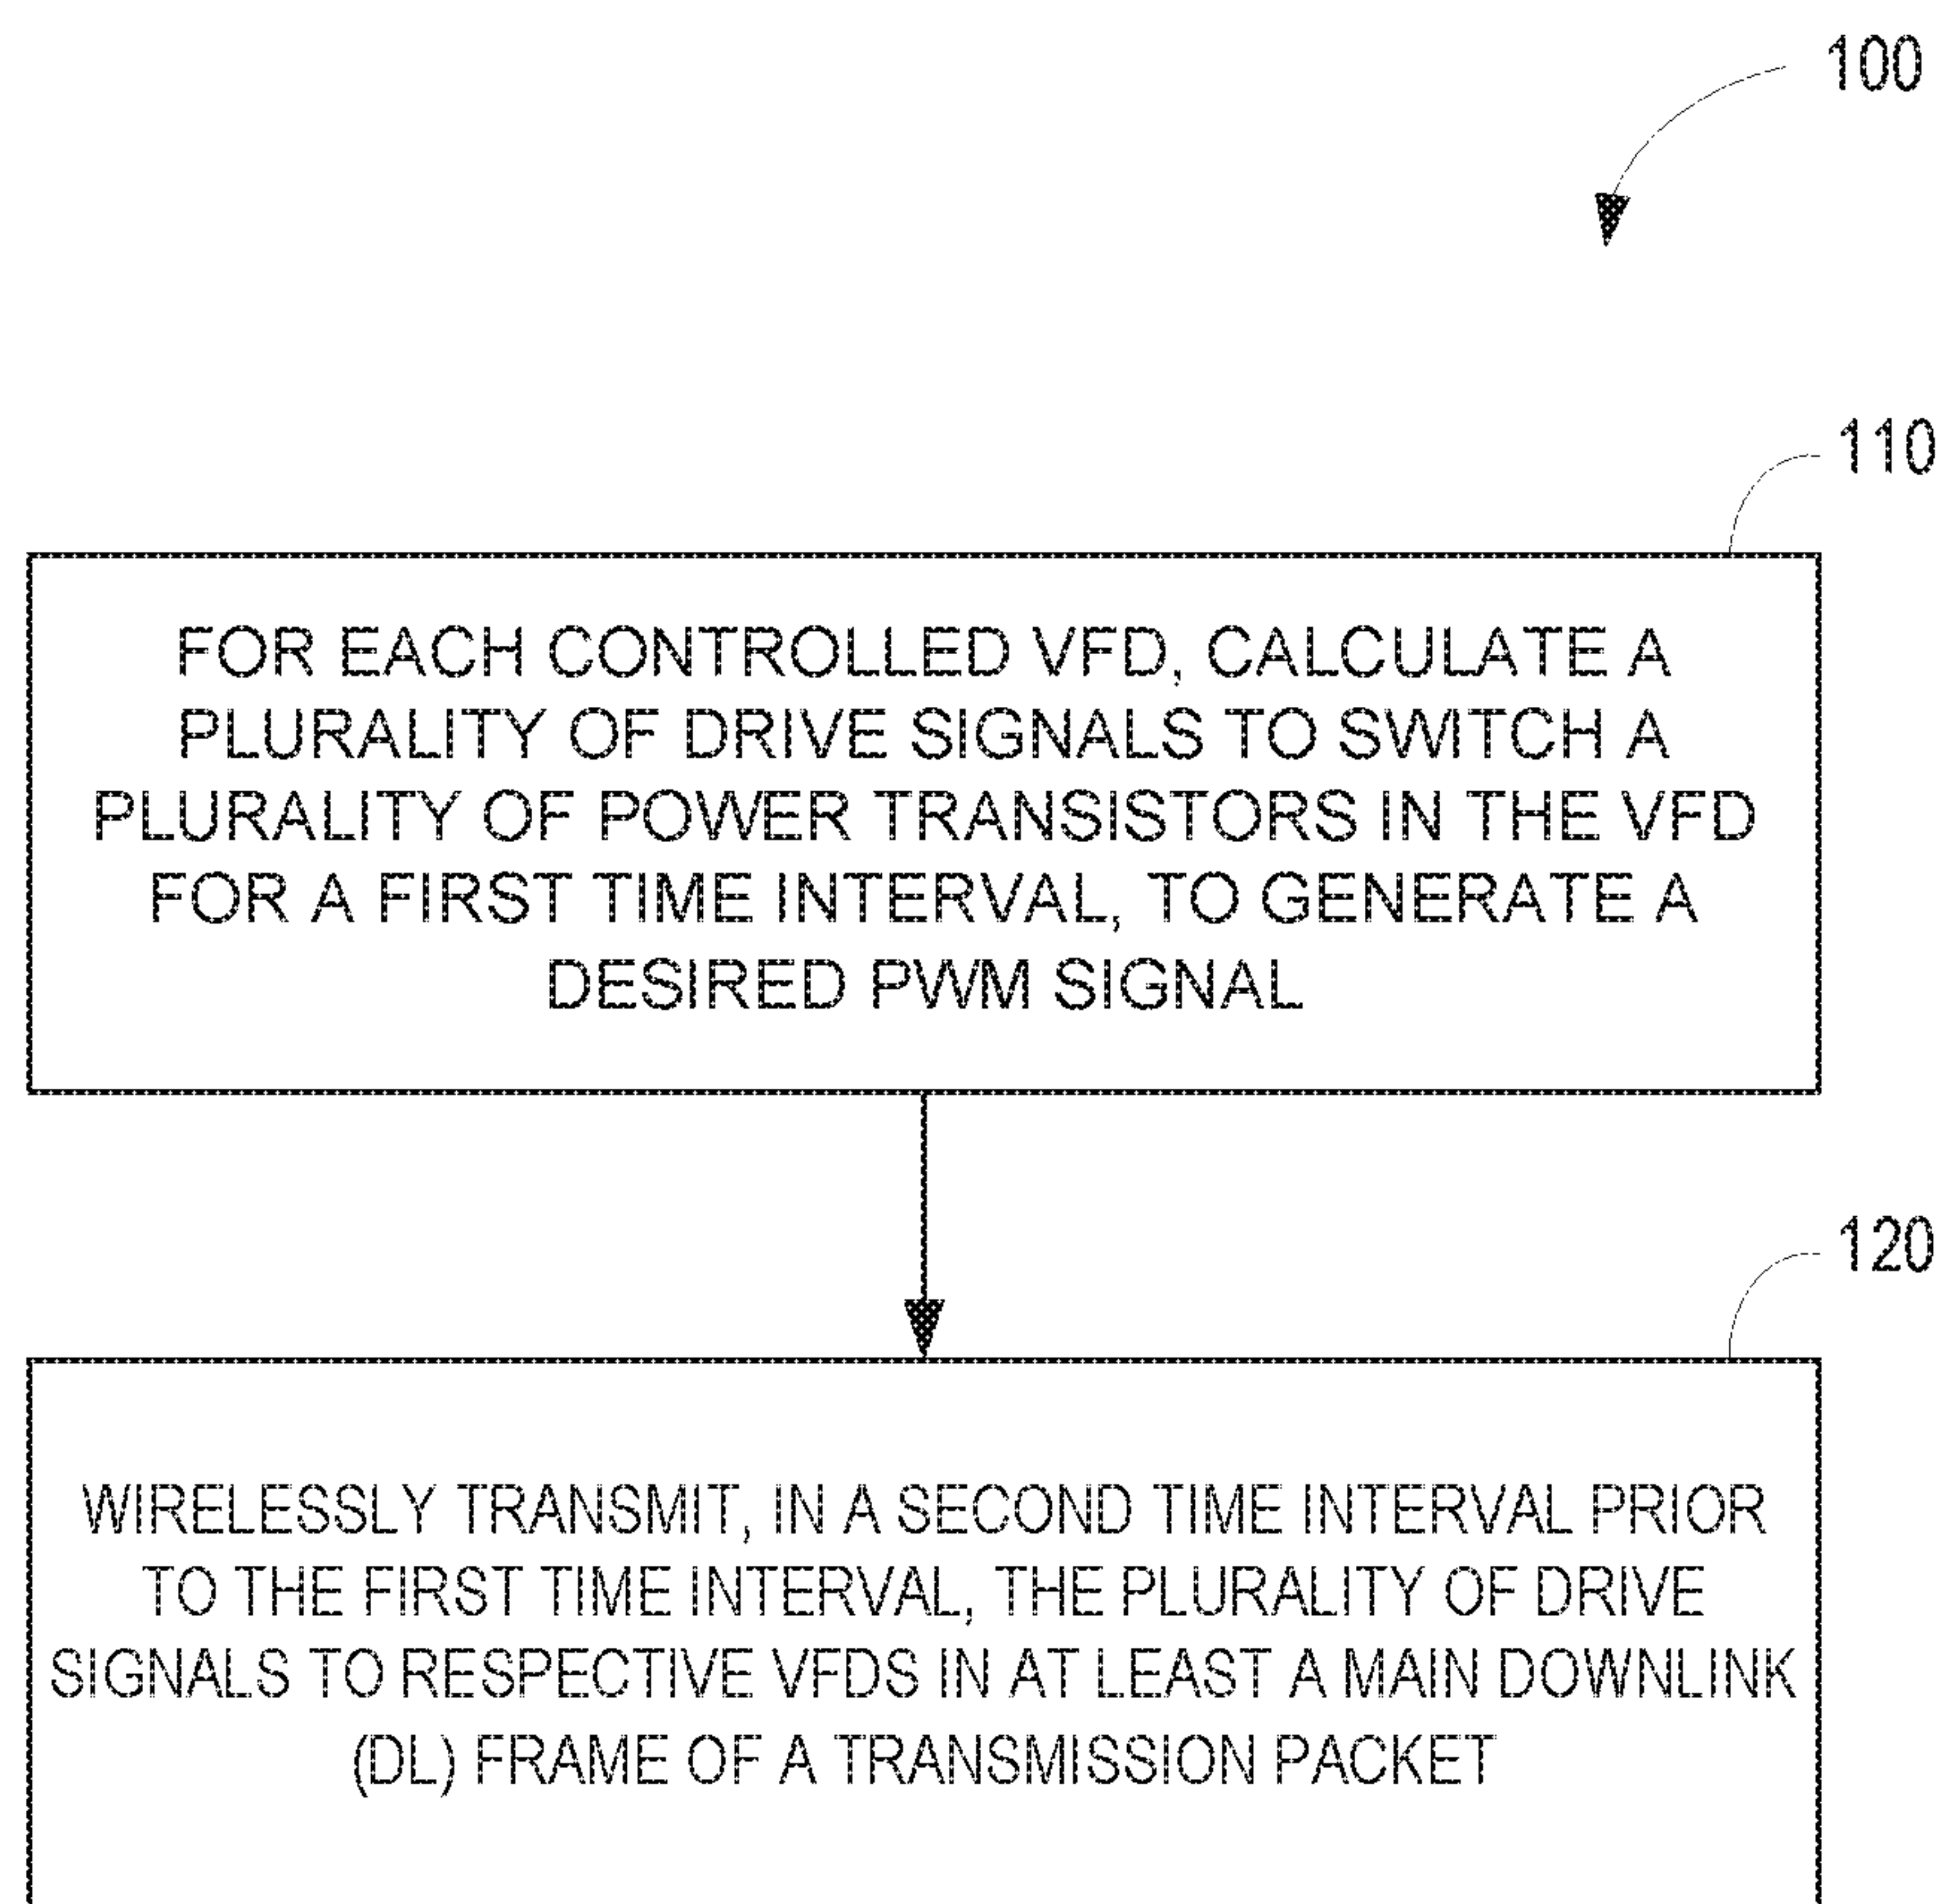 100
110
FOR EACH CONTROLLED VFD, CALCULATE A
PLURALITY OF DRIVE SIGNALS TO SWITCH A
PLURALITY OF POWER TRANSISTORS IN THE VFD
FOR A FIRST TIME INTERVAL, TO GENERATE A
DESIRED PWM SIGNAL
120
WIRELESSLY TRANSMIT, IN A SECOND TIME INTERVAL PRIOR
TO THE FIRST TIME INTERVAL, THE PLURALITY OF DRIVE
SIGNALS TO RESPECTIVE VFDS IN AT LEAST A MAIN DOWNLINK
(DL) FRAME OF A TRANSMISSION PACKET